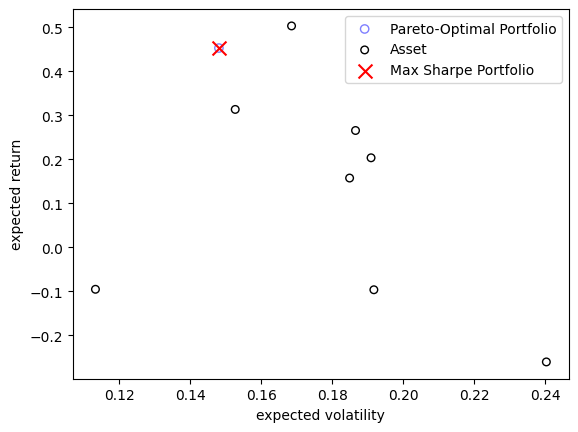 0.5
0.4
0.3
0.2
0.1
0.0
−0.1
−0.2
expected return
Pareto-Optimal Portfolio
Asset
Max Sharpe Portfolio
0.12 0.14 0.16 0.18 0.20 0.22 0.24
expected volatility